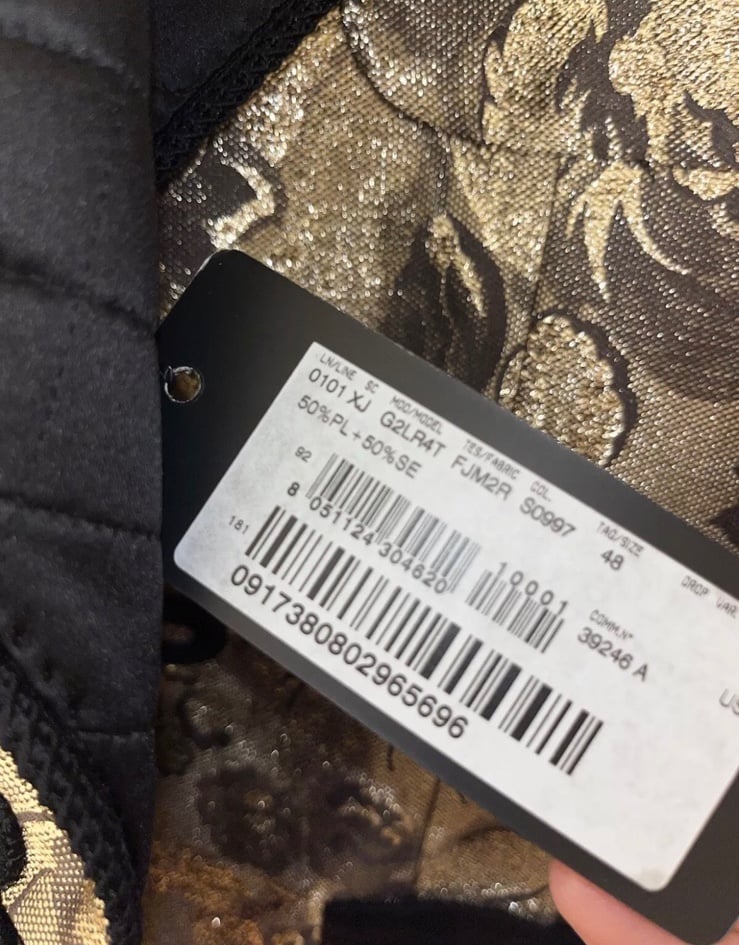 LN/LINE SC MOD/MODEL TES/FABRIC COL. TAG/SIZE DROP VAR.
0101 XJ G2LR4T FJM2R S0997 48
50%PL+50%SE
92
8 051124 304620 10001
COMM.N°
39246 A
181
0917380802965696
US